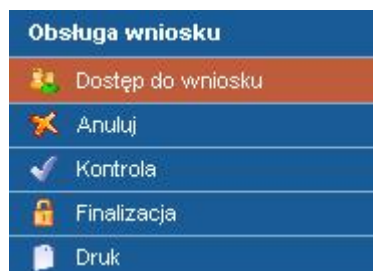 Obsługa wniosku
Dostęp do wniosku
Anuluj
Kontrola
Finalizacja
Druk